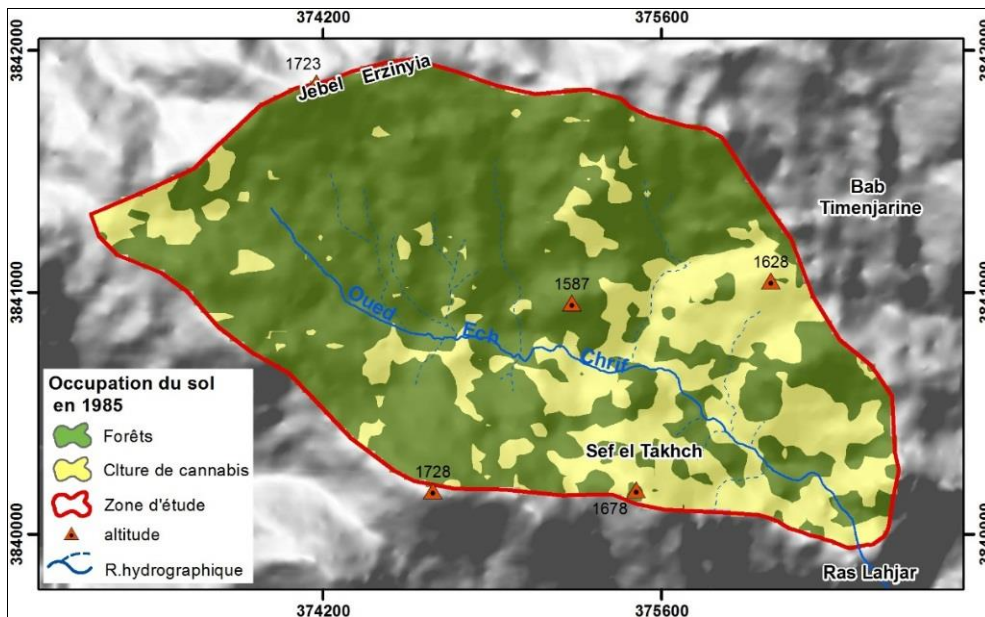 374200
375600
3842000
3842000
1723
Jebel Erzinyia
Bab
Timenjarine
1628
1587
3841000
3841000
Oued Ech Chrif
Occupation du sol
en 1985
Forêts
Clture de cannabis
Zone d'étude
altitude
R.hydrographique
Sef el Takhch
1728
1678
3840000
3840000
Ras Lahjar
374200
375600